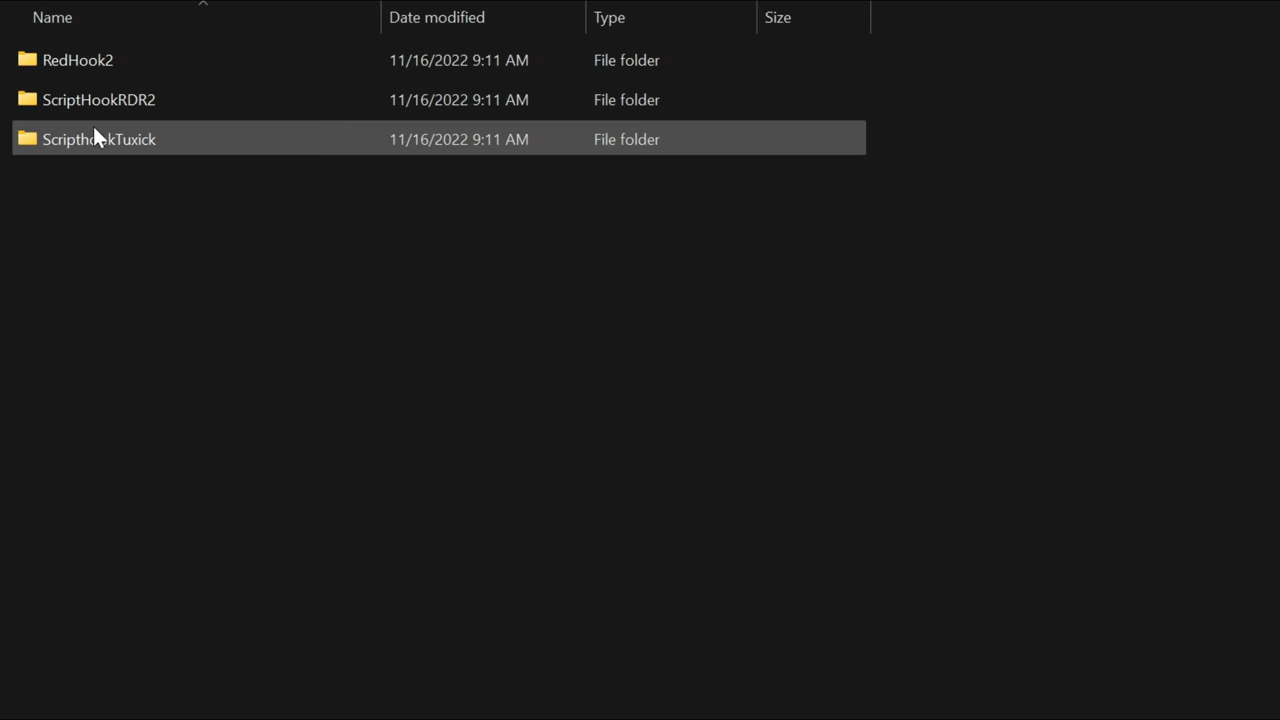 Name Date modified Type Size
RedHook2 11/16/2022 9:11 AM File folder
ScriptHookRDR2 11/16/2022 9:11 AM File folder
ScripthookTuxick 11/16/2022 9:11 AM File folder